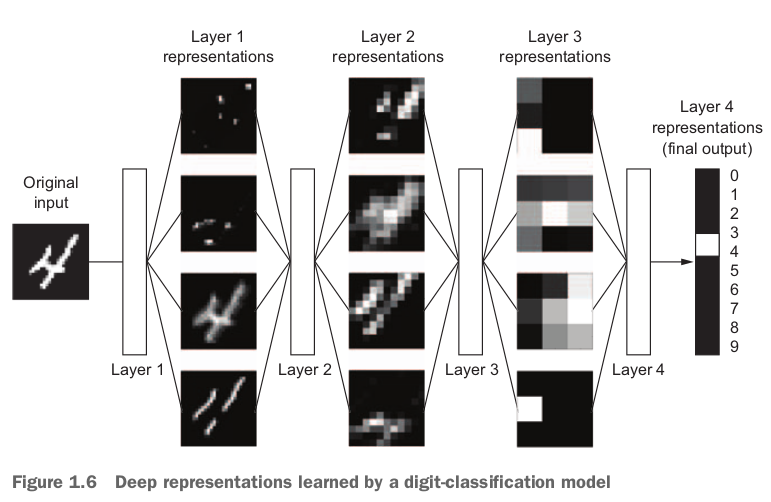 Layer 1
representations
Layer 2
representations
Layer 3
representations
Layer 4
representations
(final output)
Original
input
0
1
2
3
4
5
6
7
8
9
Layer 1
Layer 2
Layer 3
Layer 4
Figure 1.6 Deep representations learned by a digit-classification model